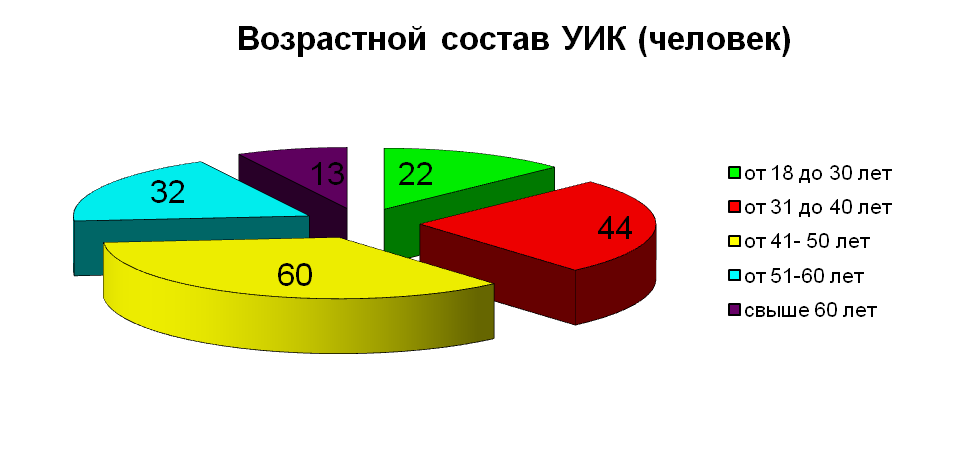 Возрастной состав УИК (человек)
13
22
32
44
60
от 18 до 30 лет
от 31 до 40 лет
от 41- 50 лет
от 51-60 лет
свыше 60 лет